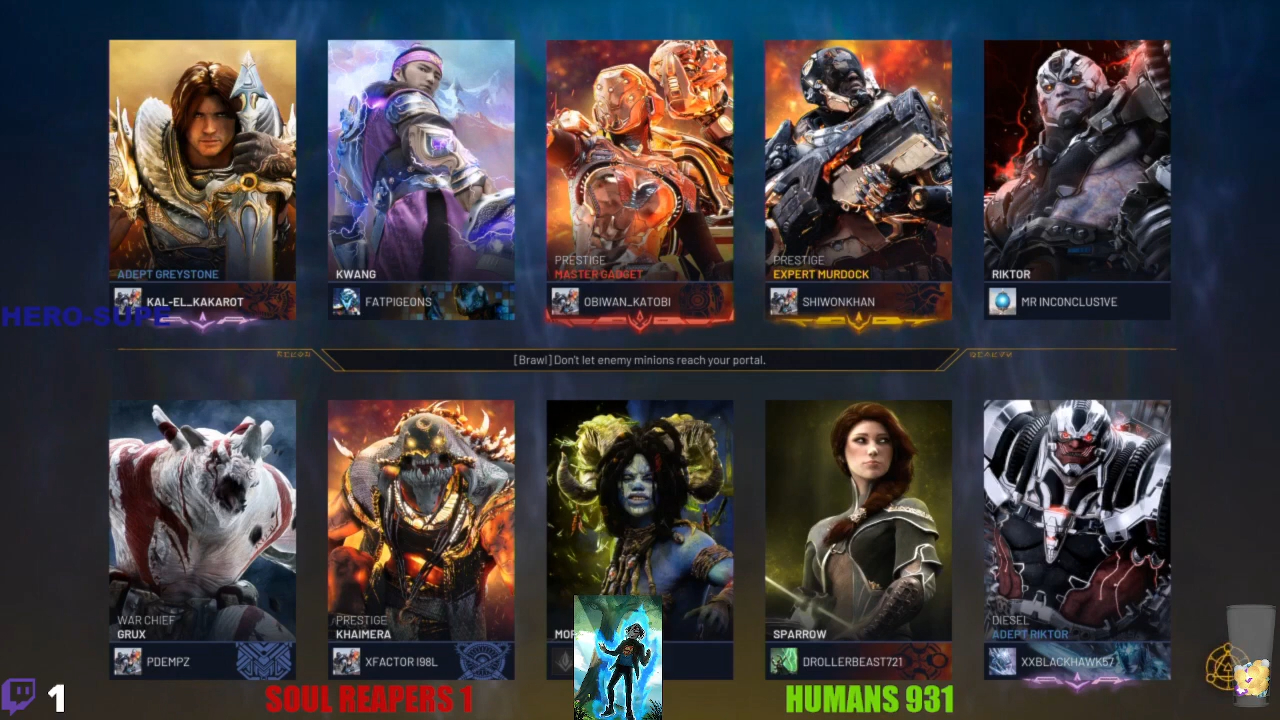 ADEPT GREYSTONE
KAL-EL_KAKAROT
KWANG
FATPIGEONS
PRESTIGE
MASTER GADGET
OBIWAN_KATOBI
PRESTIGE
EXPERT MURDOCK
SHIWONKHAN
RIKTOR
MR INCONCLUS1VE
HERO-SUPE
[Brawl] Don't let enemy minions reach your portal.
WAR CHIEF
GRUX
PDEMPZ
PRESTIGE
KHAIMERA
XFACTOR I98L
SPARROW
DROLLERBEAST721
DIESEL
ADEPT RIKTOR
XXBLACKHAWK57
1
SOUL REAPERS 1
HUMANS 931